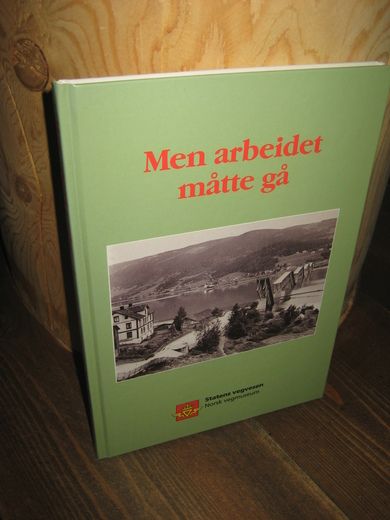 Men arbeidet
måtte gå
Statens vegvesen
Norsk vegmuseum